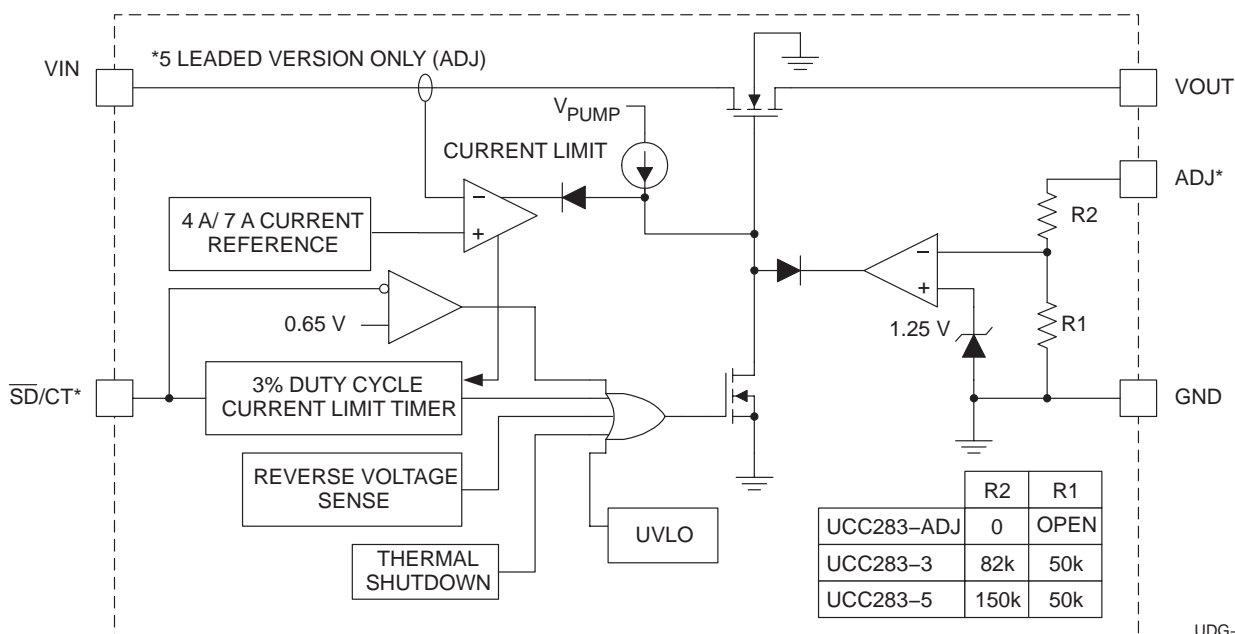 *5 LEADED VERSION ONLY (ADJ)
VIN
VOUT
VPUMP
CURRENT LIMIT
ADJ*
−
+
4 A/ 7 A CURRENT
REFERENCE
R2
−
+
0.65 V
1.25 V
R1
SD/CT*
3% DUTY CYCLE
CURRENT LIMIT TIMER
GND
REVERSE VOLTAGE
SENSE
UVLO
THERMAL
SHUTDOWN
R2 R1
UCC283−ADJ 0 OPEN
UCC283−3 82k 50k
UCC283−5 150k 50k
UDG-